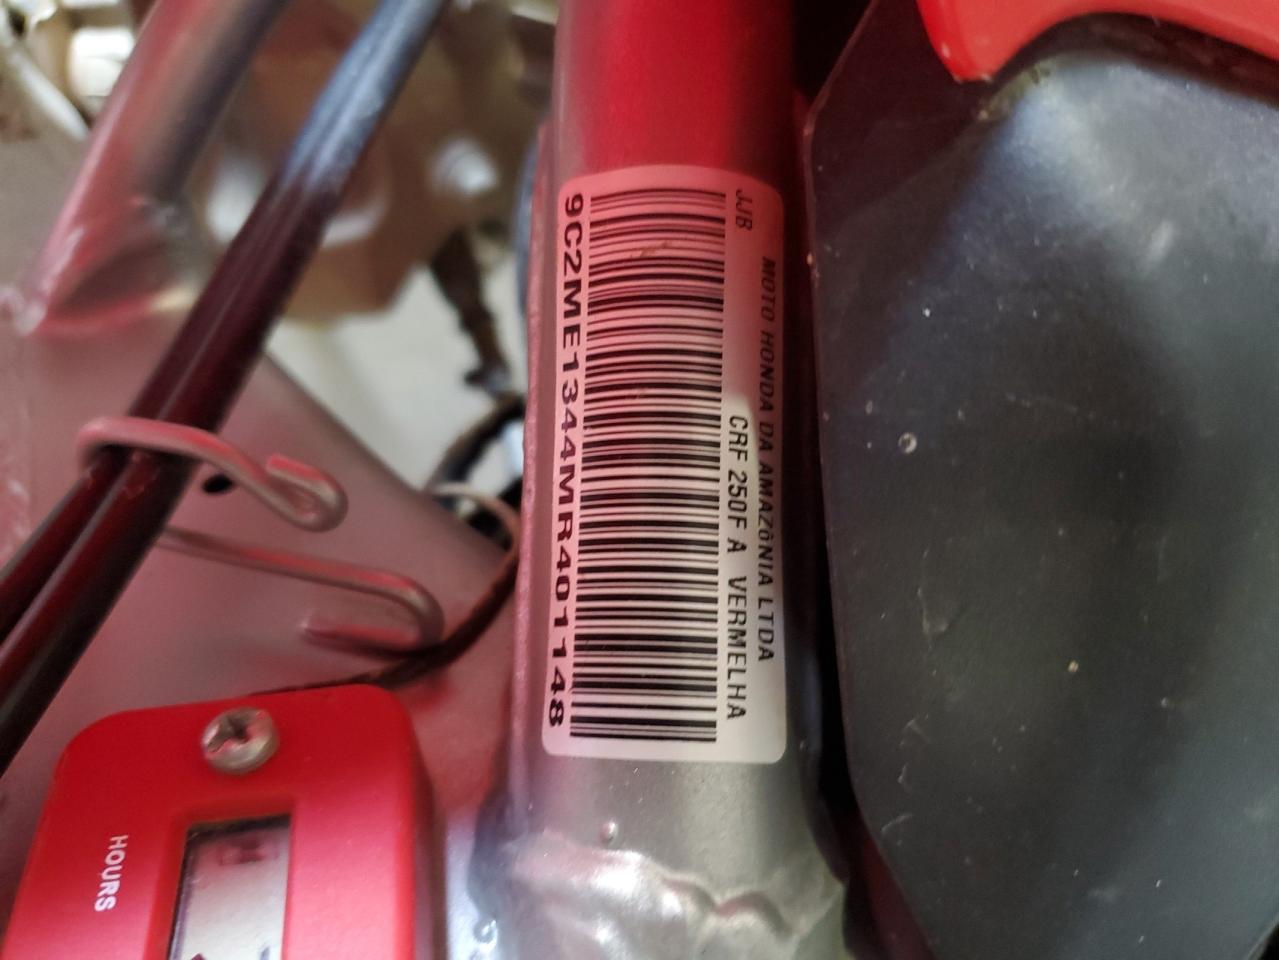 JJB
MOTO HONDA DA AMAZÔNIA LTDA
CRF 250F A VERMELHA
9C2ME1344MR401148
HOURS